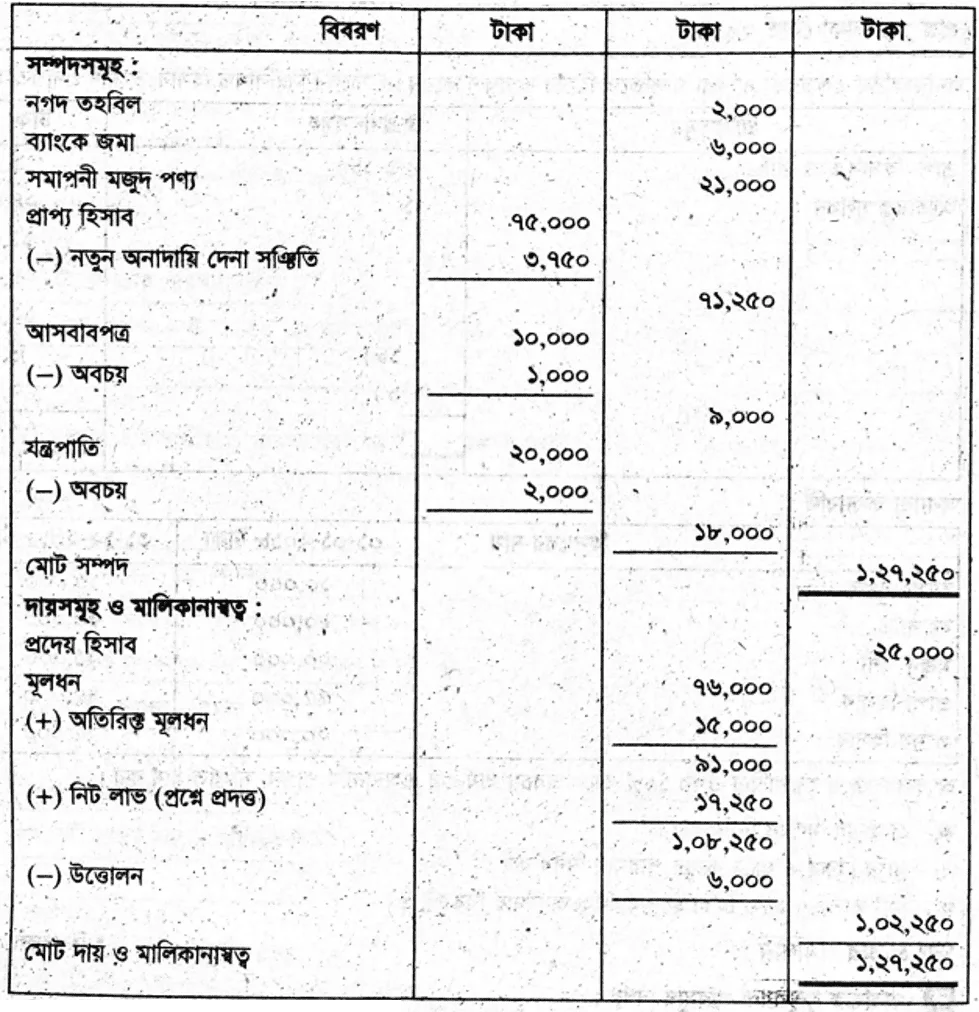 বিবরণ টাকা টাকা টাকা
সম্পদসমূহ :
নগদ তহবিল ২,০০০
ব্যাংকে জমা ৬,০০০
সমাপনী মজুদ পণ্য ২১,০০০
প্রাপ্য হিসাব ৭৫,০০০
(–) নতুন অনাদায়ি দেনা সঞ্চিতি ৩,৭৫০
৭১,২৫০
আসবাবপত্র ১০,০০০
(–) অবচয় ১,০০০
৯,০০০
যন্ত্রপাতি ২০,০০০
(–) অবচয় ২,০০০
১৮,০০০
মোট সম্পদ ১,২৭,২৫০
দায়সমূহ ও মালিকানাস্বত্ব :
প্রদেয় হিসাব ২৫,০০০
মূলধন ৭৬,০০০
(+) অতিরিক্ত মূলধন ১৫,০০০
৯১,০০০
(+) নিট লাভ (প্রশ্নে প্রদত্ত) ১৭,২৫০
১,০৮,২৫০
(–) উত্তোলন ৬,০০০
১,০২,২৫০
মোট দায় ও মালিকানাস্বত্ব ১,২৭,২৫০